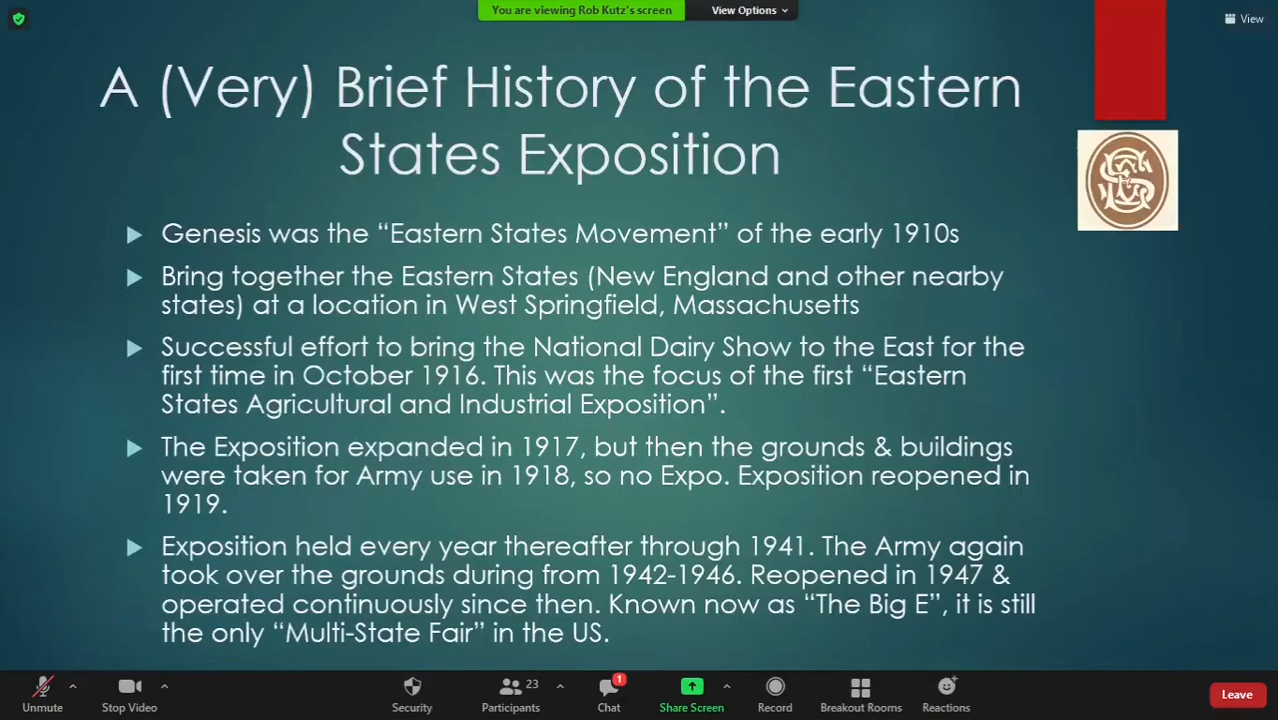 You are viewing Rob Kutz's screen
View Options
View
A (Very) Brief History of the Eastern
States Exposition
Genesis was the “Eastern States Movement” of the early 1910s
Bring together the Eastern States (New England and other nearby
states) at a location in West Springfield, Massachusetts
Successful effort to bring the National Dairy Show to the East for the
first time in October 1916. This was the focus of the first “Eastern
States Agricultural and Industrial Exposition”.
The Exposition expanded in 1917, but then the grounds & buildings
were taken for Army use in 1918, so no Expo. Exposition reopened in
1919.
Exposition held every year thereafter through 1941. The Army again
took over the grounds during from 1942-1946. Reopened in 1947 &
operated continuously since then. Known now as “The Big E”, it is still
the only “Multi-State Fair” in the US.
23
1
Unmute
Stop Video
Security
Participants
Chat
Share Screen
Record
Breakout Rooms
Reactions
Leave